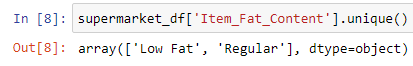 In [8]: supermarket_df['Item_Fat_Content'].unique()
Out[8]: array(['Low Fat', 'Regular'], dtype=object)